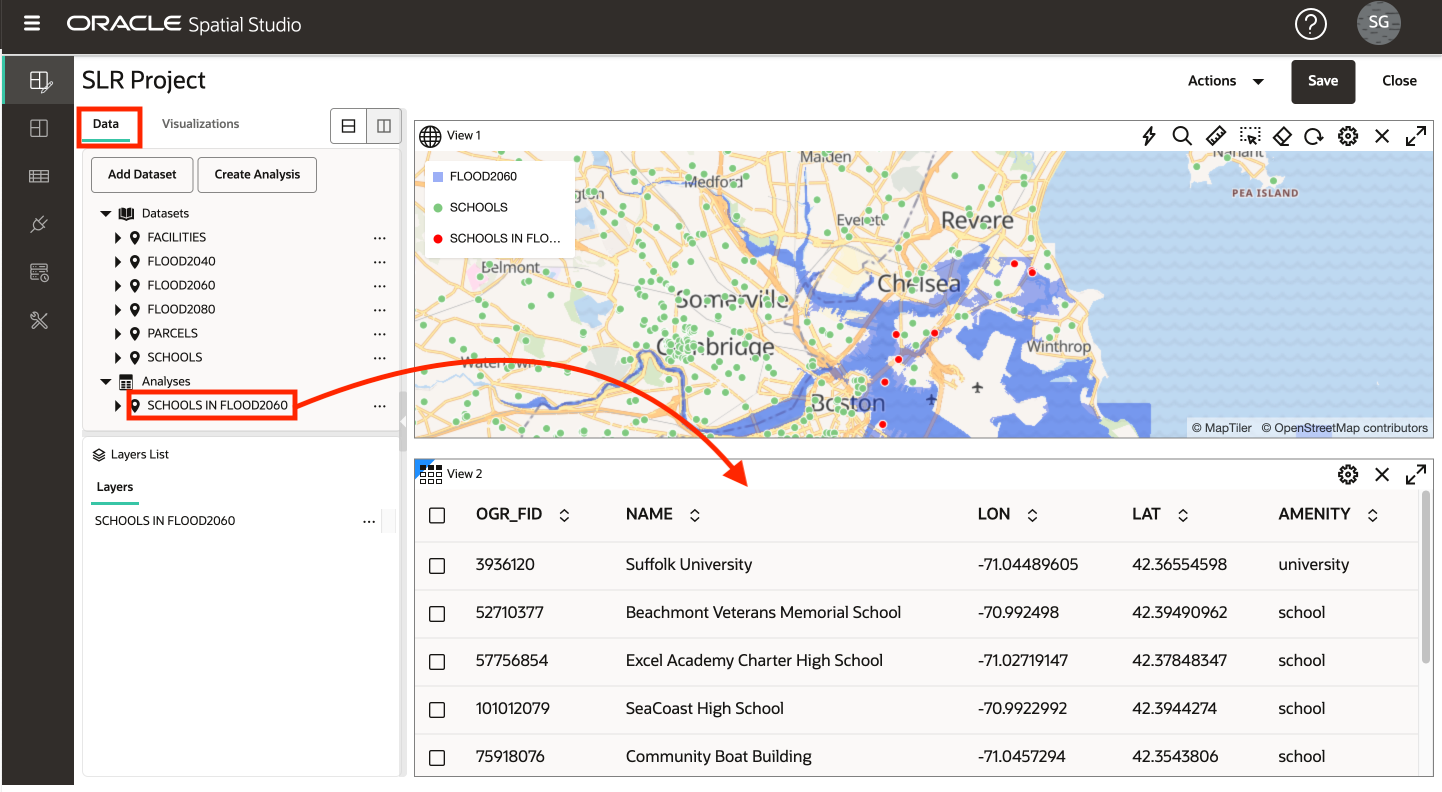 ORACLE Spatial Studio
?
SG
SLR Project
Actions
Save
Close
Data
Visualizations
Add Dataset
Create Analysis
Datasets
FACILITIES
FLOOD2040
FLOOD2060
FLOOD2080
PARCELS
SCHOOLS
Analyses
SCHOOLS IN FLOOD2060
Layers List
Layers
SCHOOLS IN FLOOD2060
View 1
FLOOD2060
SCHOOLS
SCHOOLS IN FLO...
Malden
Medford
Everett
Revere
Nahant
PEA ISLAND
Belmont
Chelsea
Somerville
Cambridge
Winthrop
Watertown
Boston
© MapTiler © OpenStreetMap contributors
View 2
OGR_FID NAME LON LAT AMENITY
3936120 Suffolk University -71.04489605 42.36554598 university
52710377 Beachmont Veterans Memorial School -70.992498 42.39490962 school
57756854 Excel Academy Charter High School -71.02719147 42.37848347 school
101012079 SeaCoast High School -70.9922992 42.3944274 school
75918076 Community Boat Building -71.0457294 42.3543806 school